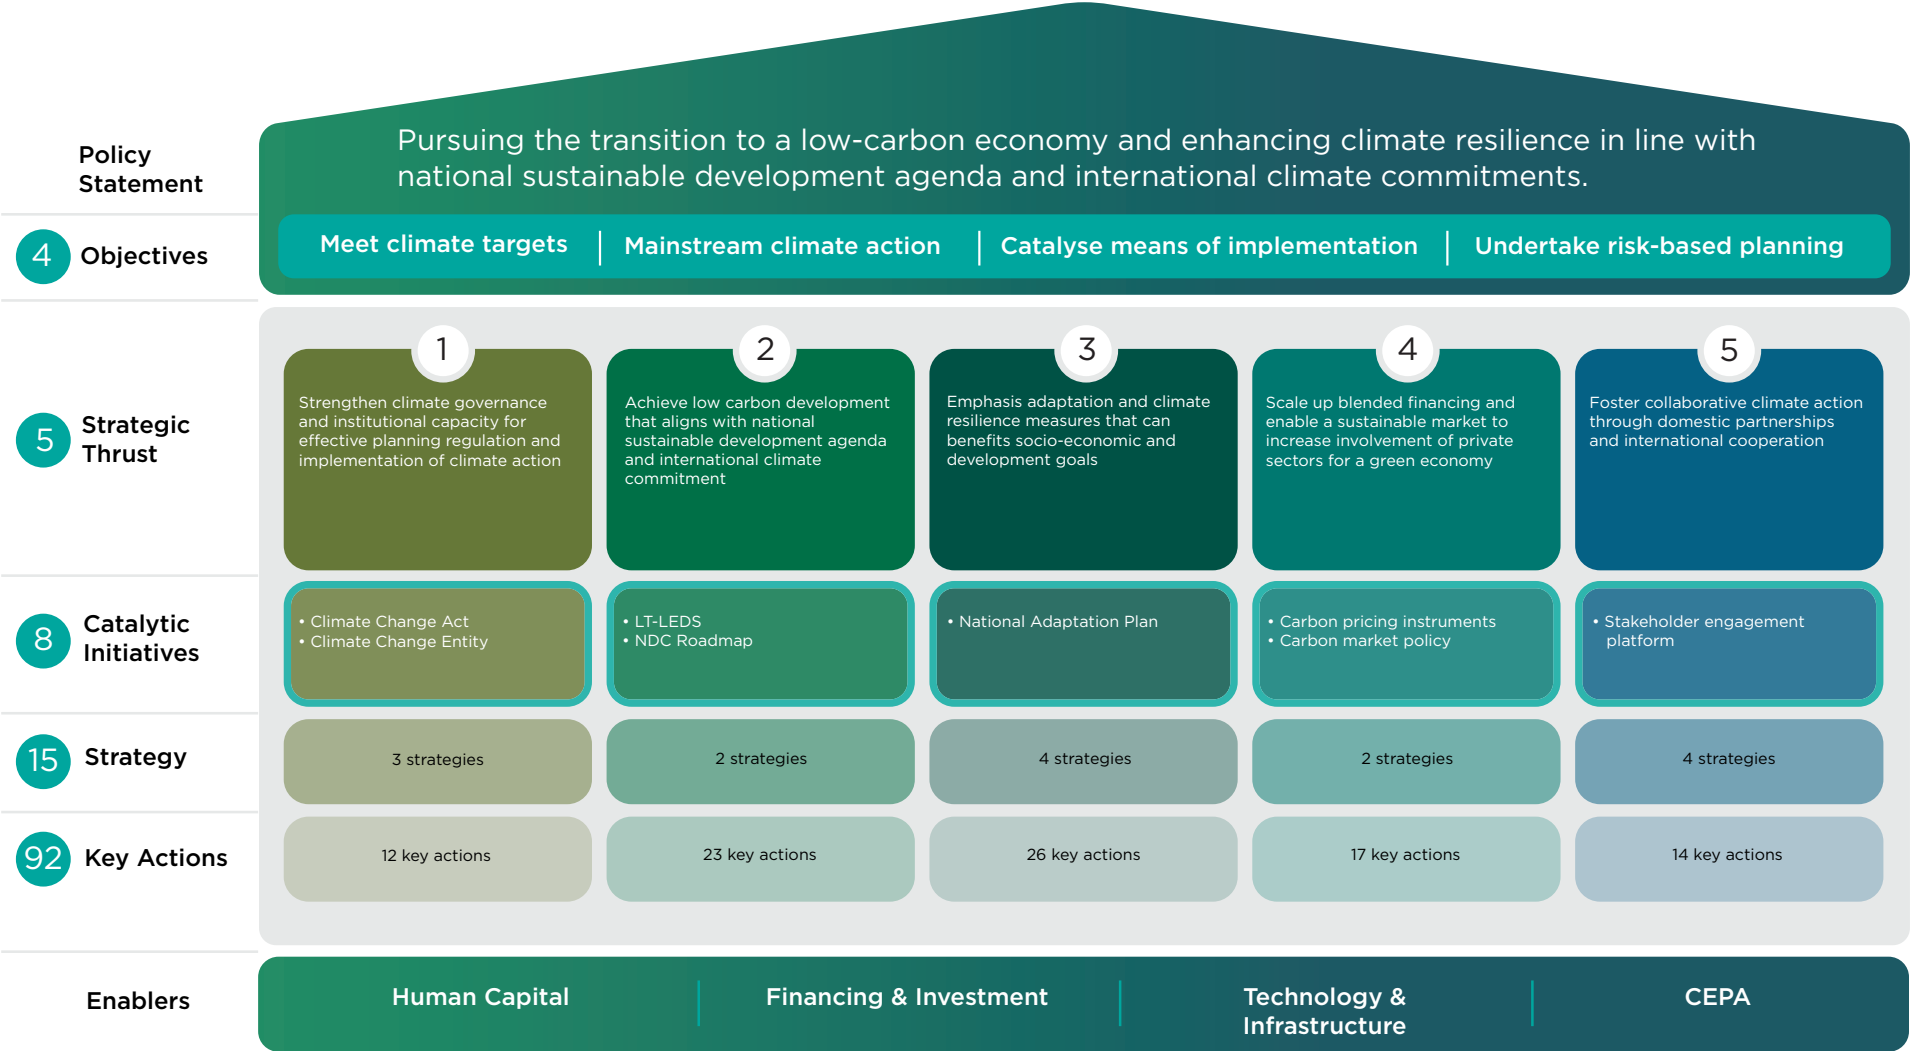 Policy
Statement
Pursuing the transition to a low-carbon economy and enhancing climate resilience in line with
national sustainable development agenda and international climate commitments.
4
Objectives
Meet climate targets
Mainstream climate action
Catalyse means of implementation
Undertake risk-based planning
5
Strategic
Thrust
1
Strengthen climate governance
and institutional capacity for
effective planning regulation and
implementation of climate action
2
Achieve low carbon development
that aligns with national
sustainable development agenda
and international climate
commitment
3
Emphasis adaptation and climate
resilience measures that can
benefits socio-economic and
development goals
4
Scale up blended financing and
enable a sustainable market to
increase involvement of private
sectors for a green economy
5
Foster collaborative climate action
through domestic partnerships
and international cooperation
8
Catalytic
Initiatives
• Climate Change Act
• Climate Change Entity
• LT-LEDS
• NDC Roadmap
• National Adaptation Plan
• Carbon pricing instruments
• Carbon market policy
• Stakeholder engagement
platform
15
Strategy
3 strategies
2 strategies
4 strategies
2 strategies
4 strategies
92
Key Actions
12 key actions
23 key actions
26 key actions
17 key actions
14 key actions
Enablers
Human Capital
Financing & Investment
Technology &
Infrastructure
CEPA